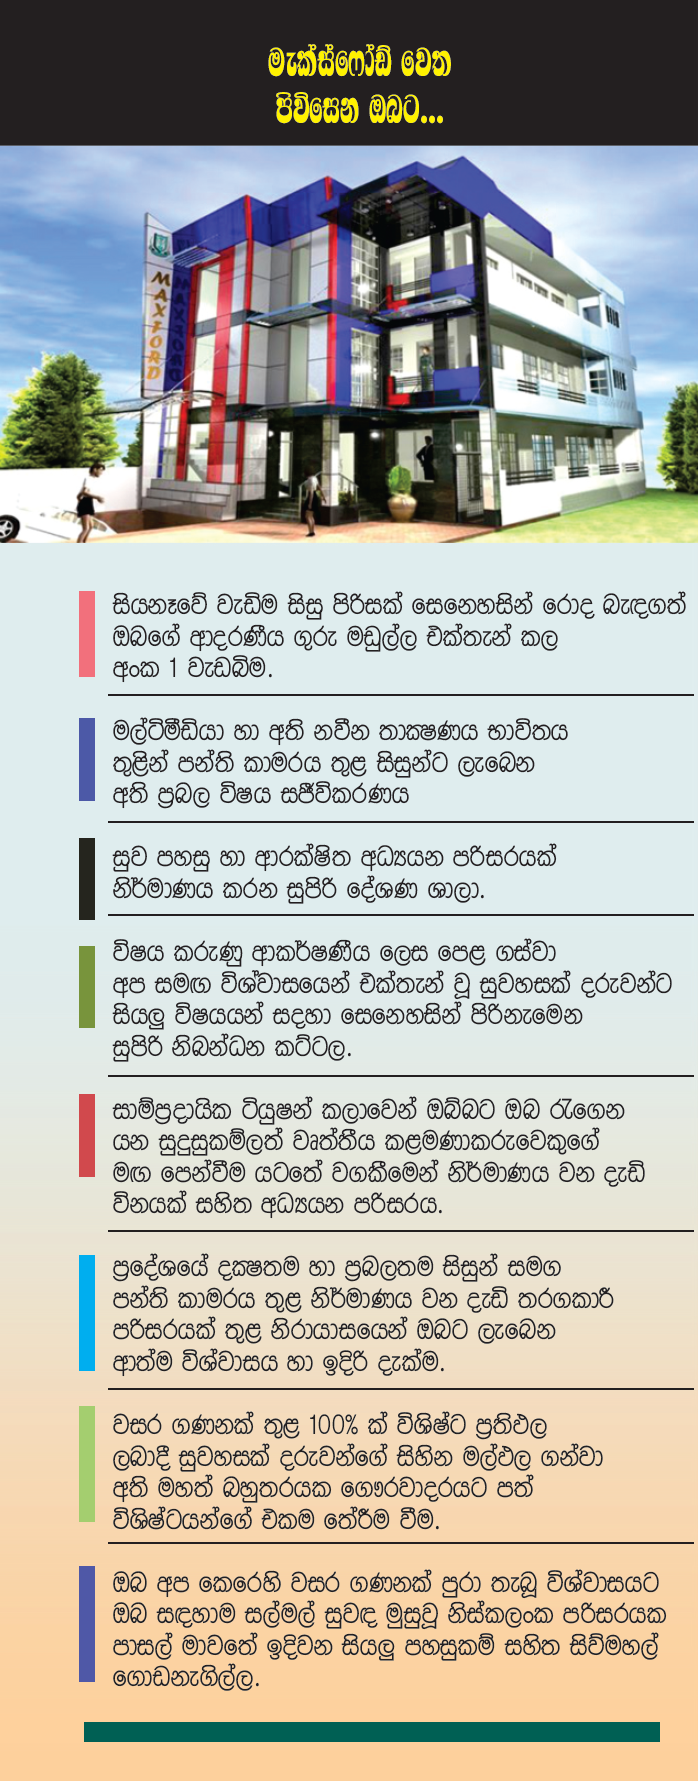 මැක්ස්ෆෝඩ් වෙත
පිවිසෙන ඔබට...
MAXFORD
MAXFORD
සියනෑවේ වැඩිම සිසු පිරිසක් සෙනෙහසින් රොද බැඳගත්
ඔබගේ ආදරණීය ගුරු මඩුල්ල එක්තැන් කල
අංක 1 වැඩබිම.
මල්ටිමීඩියා හා අති නවීන තාක්‍ෂණය භාවිතය
තුළින් පන්ති කාමරය තුළ සිසුන්ට ලැබෙන
අති ප්‍රබල විෂය සජීවිකරණය
සුව පහසු හා ආරක්ෂිත අධ්‍යයන පරිසරයක්
නිර්මාණය කරන සුපිරි දේශණ ශාලා.
විෂය කරුණු ආකර්ෂණීය ලෙස පෙළ ගස්වා
අප සමඟ විශ්වාසයෙන් එක්තැන් වූ සුවහසක් දරුවන්ට
සියලු විෂයයන් සදහා සෙනෙහසින් පිරිනැමෙන
සුපිරි නිබන්ධන කට්ටල.
සාම්ප්‍රදායික ටියුෂන් කලාවෙන් ඔබ්බට ඔබ රැගෙන
යන සුදුසුකම්ලත් වෘත්තීය කළමණාකරුවෙකුගේ
මඟ පෙන්වීම යටතේ වගකීමෙන් නිර්මාණය වන දැඩි
විනයක් සහිත අධ්‍යයන පරිසරය.
ප්‍රදේශයේ දක්‍ෂතම හා ප්‍රබලතම සිසුන් සමග
පන්ති කාමරය තුළ නිර්මාණය වන දැඩි තරගකාරී
පරිසරයක් තුළ නිරායාසයෙන් ඔබට ලැබෙන
ආත්ම විශ්වාසය හා ඉදිරි දැක්ම.
වසර ගණනක් තුළ 100% ක් විශිෂ්ට ප්‍රතිඵල
ලබාදී සුවහසක් දරුවන්ගේ සිහින මල්ඵල ගන්වා
අති මහත් බහුතරයක ගෞරවාදරයට පත්
විශිෂ්ටයන්ගේ එකම තේරීම වීම.
ඔබ අප කෙරෙහි වසර ගණනක් පුරා තැබූ විශ්වාසයට
ඔබ සඳහාම සල්මල් සුවඳ මුසුවූ නිස්කලංක පරිසරයක
පාසල් මාවතේ ඉදිවන සියලු පහසුකම් සහිත සිව්මහල්
ගොඩනැගිල්ල.